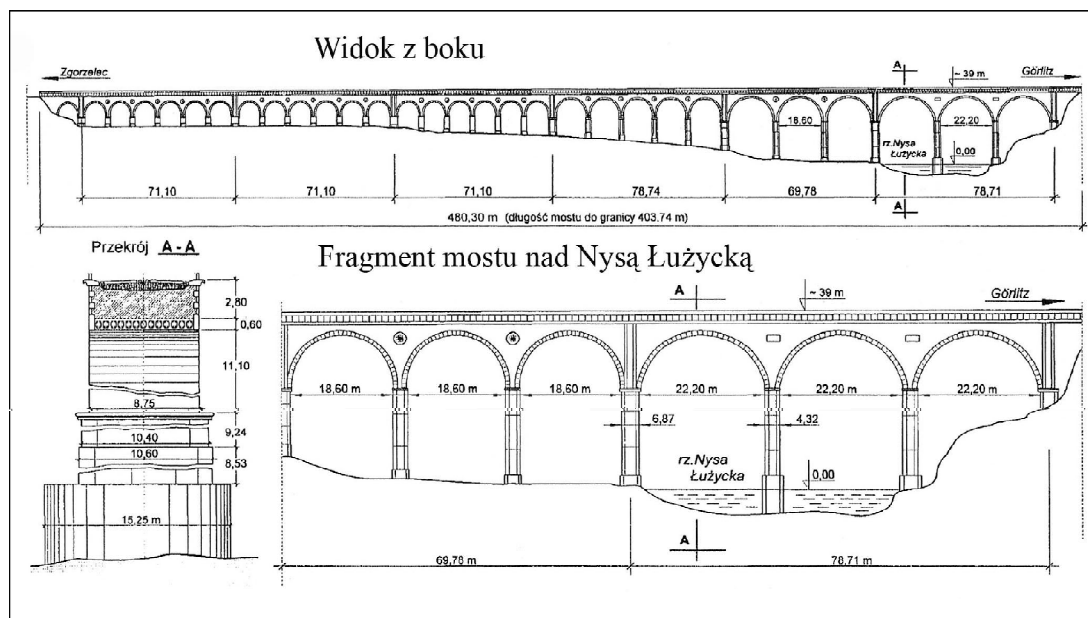 Widok z boku
Zgorzelec
A
~ 39 m
Görlitz
18,60
22,20
rz.Nysa
Łużycka
0,00
71,10
71,10
71,10
78,74
69,78
78,71
A
480,30 m (długość mostu do granicy 403.74 m)
Przekrój A - A
Fragment mostu nad Nysą Łużycką
2,80
0,60
11,10
8,75
9,24
10,40
10,60
8,53
15,25 m
A
~ 39 m
Görlitz
18,60 m
18,60 m
18,60 m
22,20 m
22,20 m
22,20 m
6,87
4,32
rz.Nysa
Łużycka
0,00
A
69,78 m
78,71 m